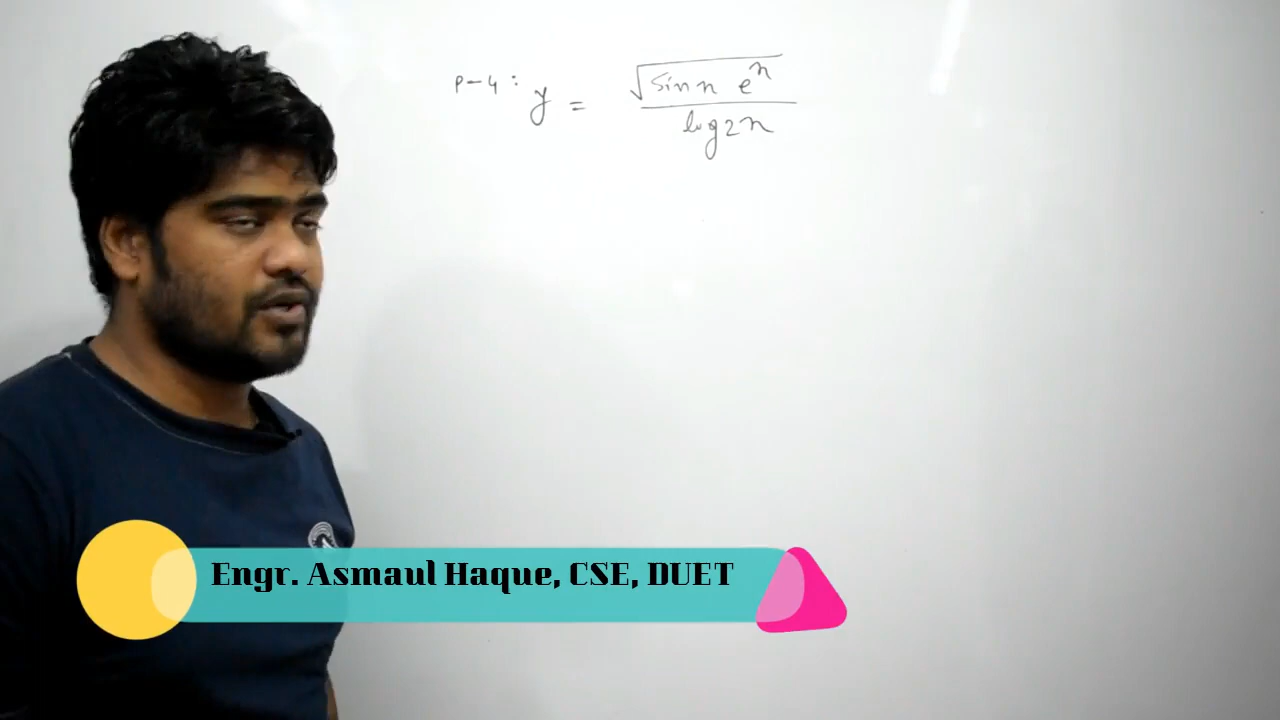 P-4: y = √(sin x e^x) / log 2x
Engr. Asmaul Haque, CSE, DUET